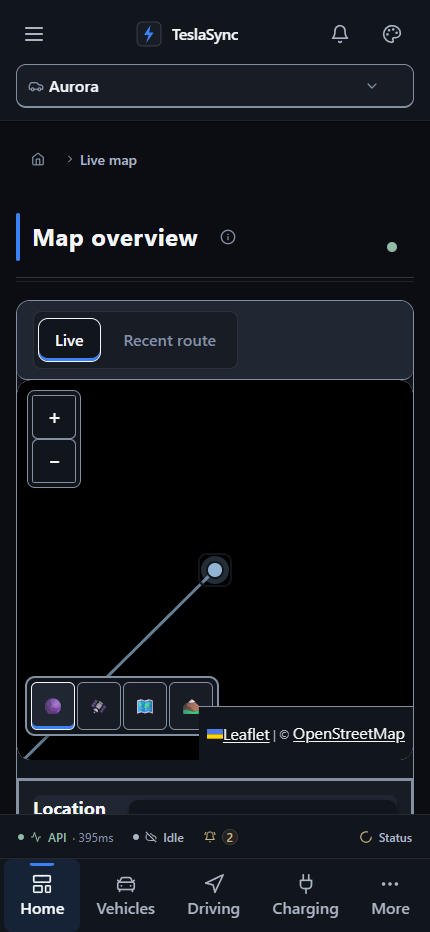 TeslaSync
Aurora
Live map
Map overview
Live
Recent route
+
−
Leaflet | © OpenStreetMap
Location
API · 395ms
Idle
2
Status
Home
Vehicles
Driving
Charging
More